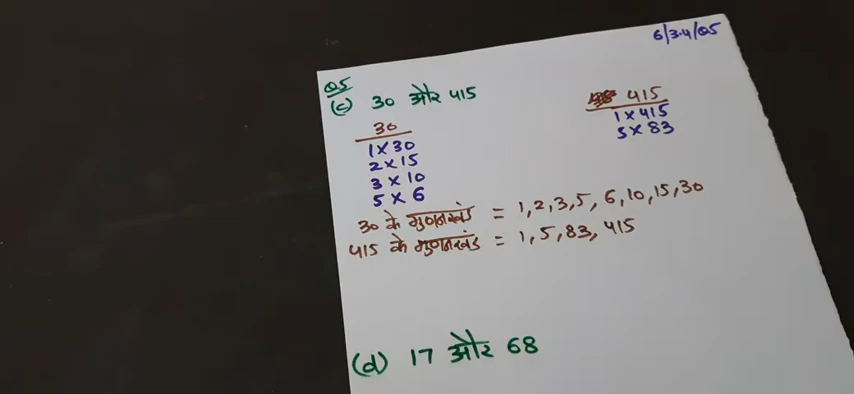 6/3.4/Q5
Q5
(c) 30 और 415
30
1 × 30
2 × 15
3 × 10
5 × 6
415
1 × 415
5 × 83
30 के गुणनखंड = 1, 2, 3, 5, 6, 10, 15, 30
415 के गुणनखंड = 1, 5, 83, 415
(d) 17 और 68